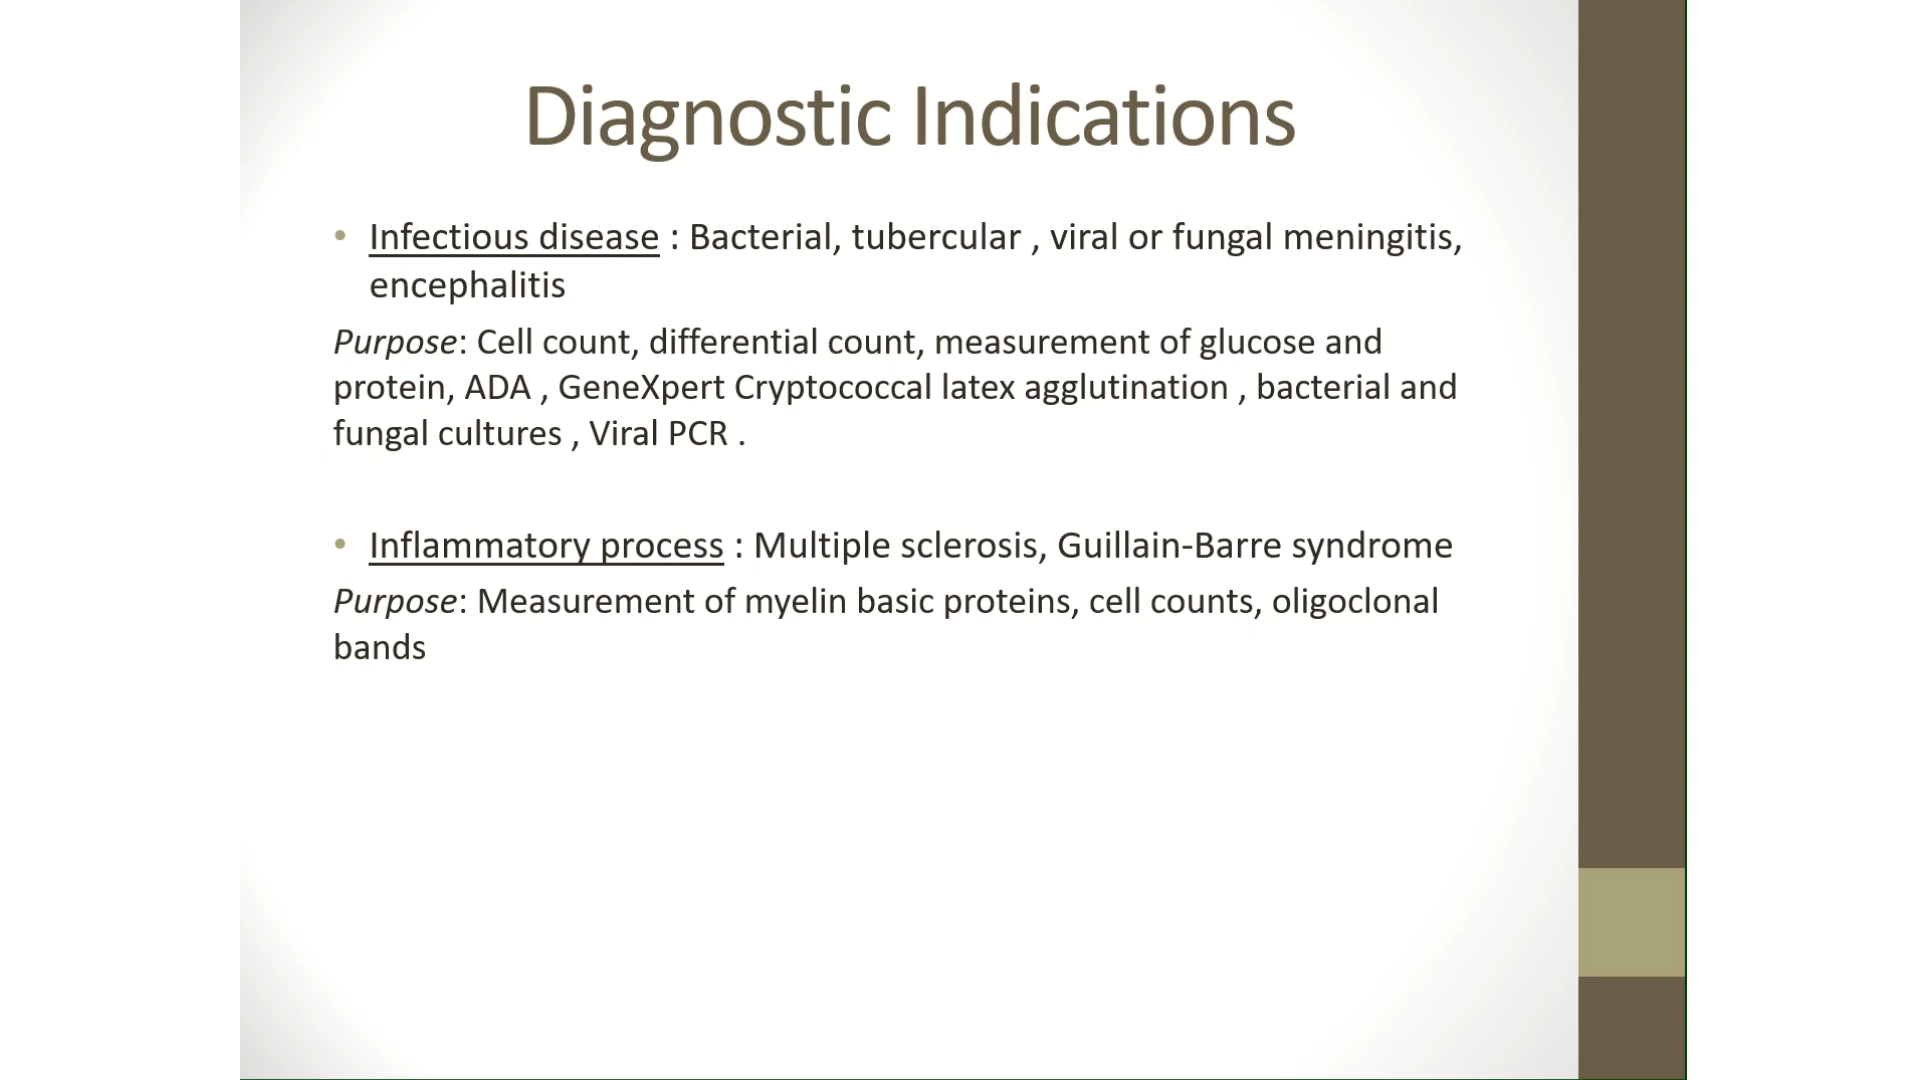 Diagnostic Indications
• Infectious disease : Bacterial, tubercular , viral or fungal meningitis,
encephalitis
Purpose: Cell count, differential count, measurement of glucose and
protein, ADA , GeneXpert Cryptococcal latex agglutination , bacterial and
fungal cultures , Viral PCR .
• Inflammatory process : Multiple sclerosis, Guillain-Barre syndrome
Purpose: Measurement of myelin basic proteins, cell counts, oligoclonal
bands